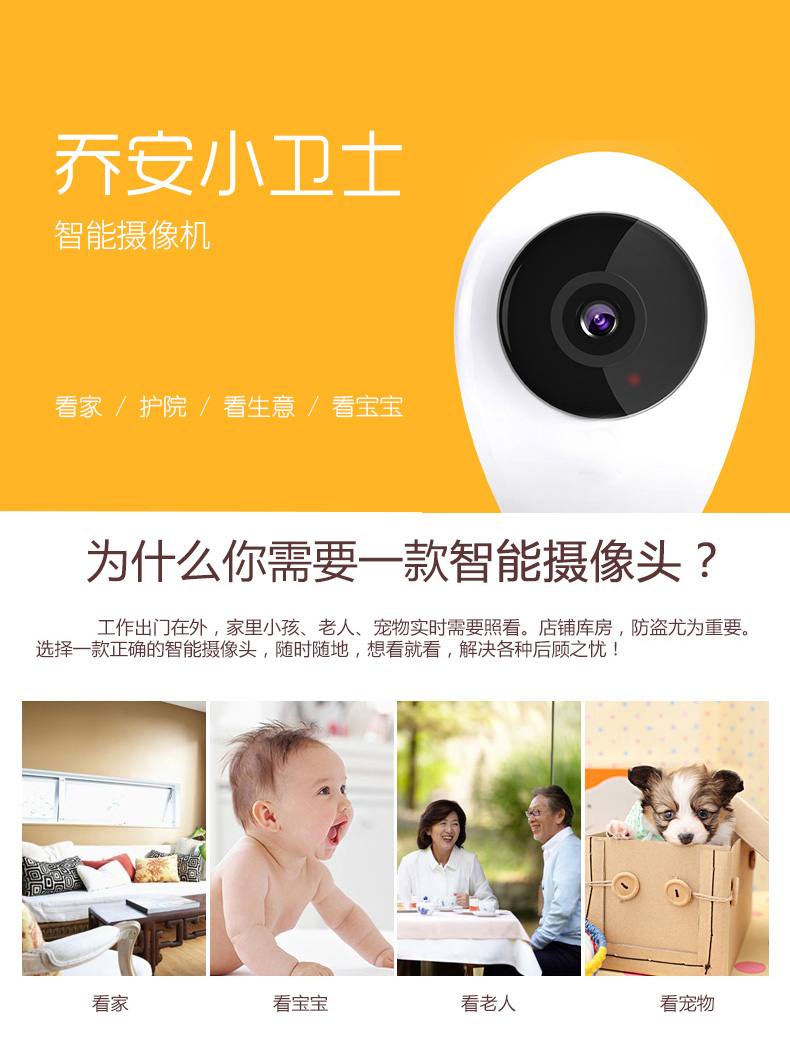 乔安小卫士
智能摄像机
看家 / 护院 / 看生意 / 看宝宝
为什么你需要一款智能摄像头？
工作出门在外，家里小孩、老人、宠物实时需要照看。店铺库房，防盗尤为重要。
选择一款正确的智能摄像头，随时随地，想看就看，解决各种后顾之忧！
看家
看宝宝
看老人
看宠物